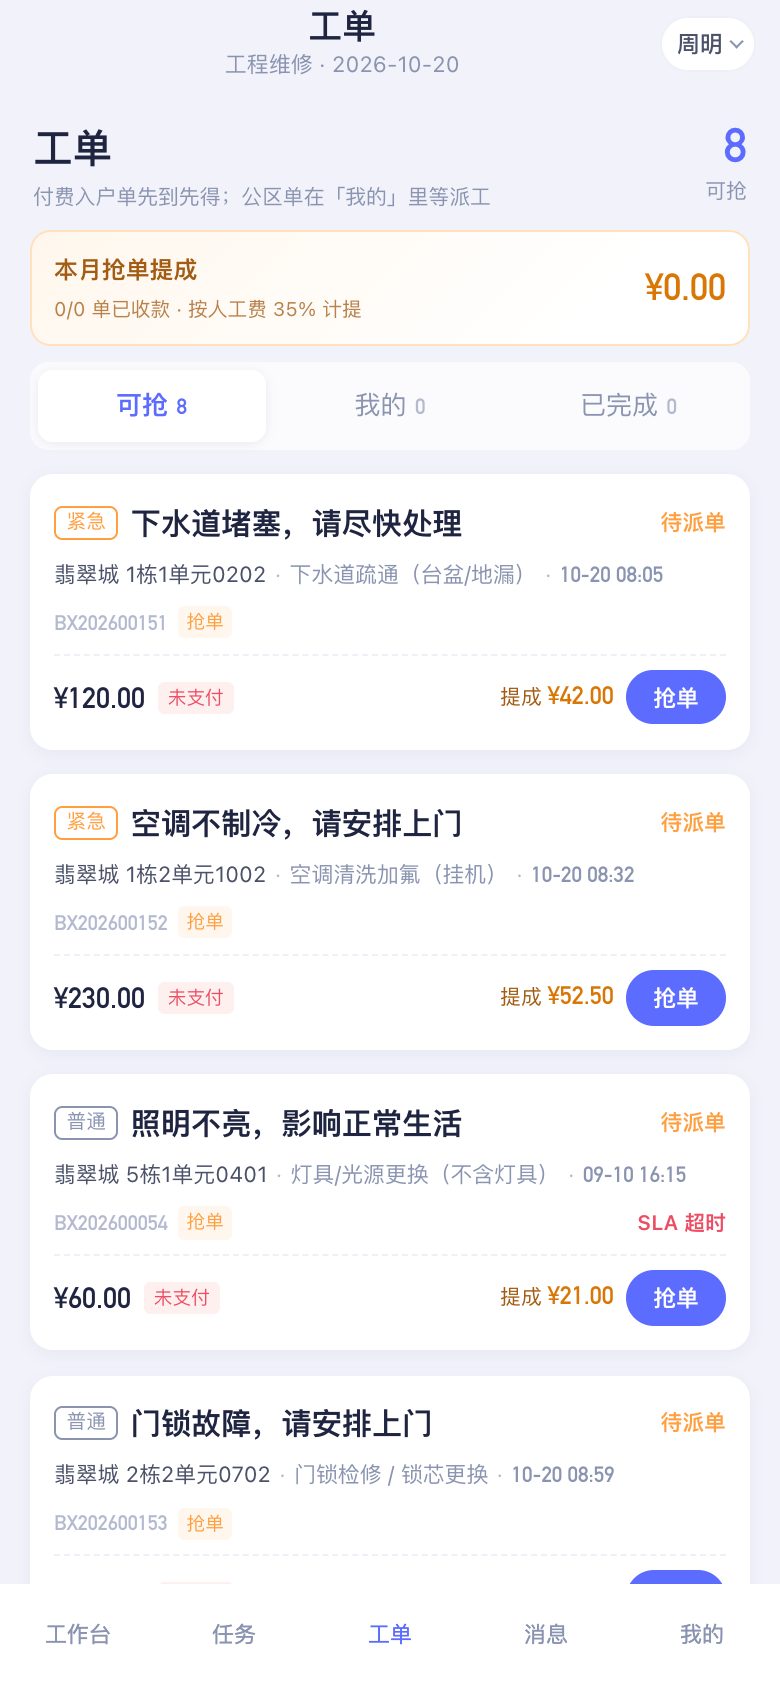 工单
工程维修 · 2026-10-20
周明
工单
8
付费入户单先到先得；公区单在「我的」里等派工
可抢
本月抢单提成
¥0.00
0/0 单已收款 · 按人工费 35% 计提
可抢 8
我的 0
已完成 0
紧急 下水道堵塞，请尽快处理 待派单
翡翠城 1栋1单元0202 · 下水道疏通（台盆/地漏） · 10-20 08:05
BX202600151 抢单
¥120.00 未支付 提成 ¥42.00 抢单
紧急 空调不制冷，请安排上门 待派单
翡翠城 1栋2单元1002 · 空调清洗加氟（挂机） · 10-20 08:32
BX202600152 抢单
¥230.00 未支付 提成 ¥52.50 抢单
普通 照明不亮，影响正常生活 待派单
翡翠城 5栋1单元0401 · 灯具/光源更换（不含灯具） · 09-10 16:15
BX202600054 抢单 SLA 超时
¥60.00 未支付 提成 ¥21.00 抢单
普通 门锁故障，请安排上门 待派单
翡翠城 2栋2单元0702 · 门锁检修 / 锁芯更换 · 10-20 08:59
BX202600153 抢单
工作台 任务 工单 消息 我的